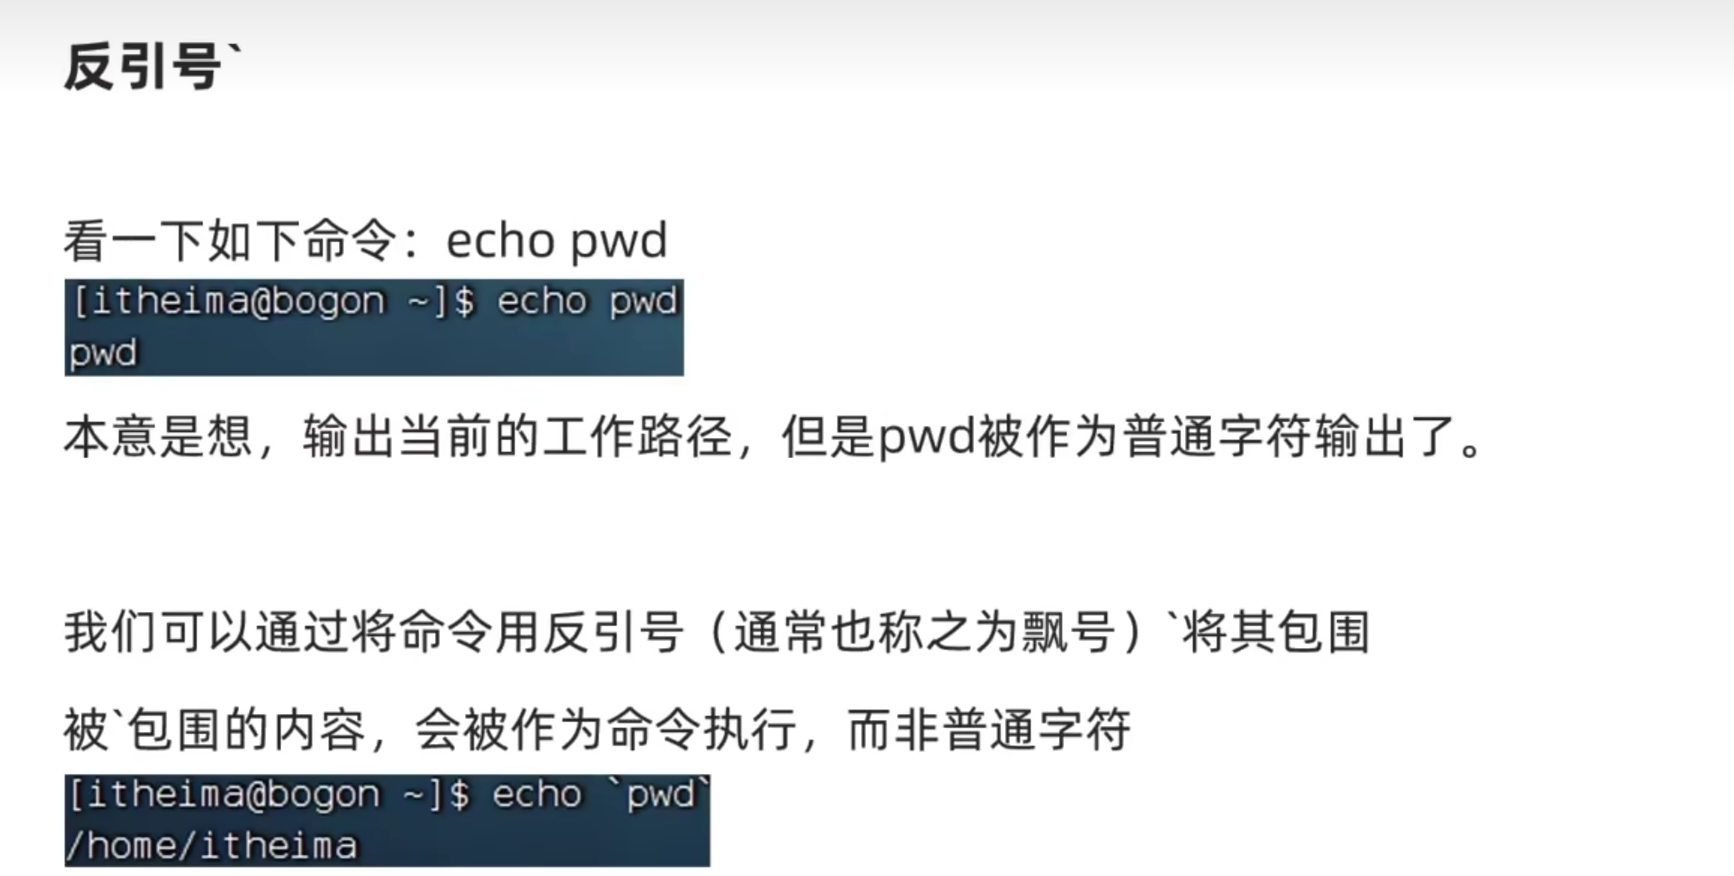 反引号`
看一下如下命令：echo pwd
[itheima@bogon ~]$ echo pwd
pwd
本意是想，输出当前的工作路径，但是pwd被作为普通字符输出了。
我们可以通过将命令用反引号（通常也称之为飘号）`将其包围
被`包围的内容，会被作为命令执行，而非普通字符
[itheima@bogon ~]$ echo `pwd`
/home/itheima